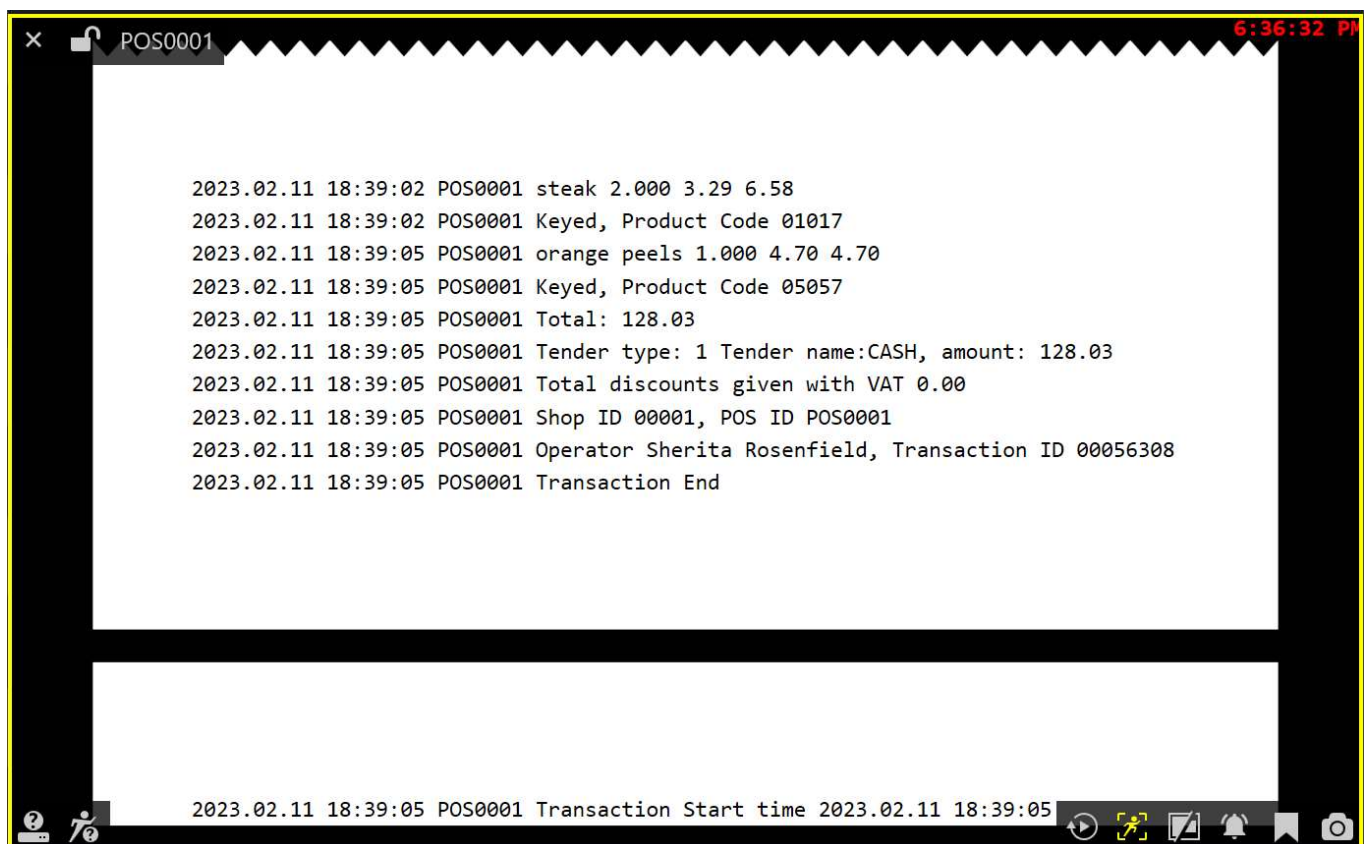 POS0001
6:36:32 PM
2023.02.11 18:39:02 POS0001 steak 2.000 3.29 6.58
2023.02.11 18:39:02 POS0001 Keyed, Product Code 01017
2023.02.11 18:39:05 POS0001 orange peels 1.000 4.70 4.70
2023.02.11 18:39:05 POS0001 Keyed, Product Code 05057
2023.02.11 18:39:05 POS0001 Total: 128.03
2023.02.11 18:39:05 POS0001 Tender type: 1 Tender name:CASH, amount: 128.03
2023.02.11 18:39:05 POS0001 Total discounts given with VAT 0.00
2023.02.11 18:39:05 POS0001 Shop ID 00001, POS ID POS0001
2023.02.11 18:39:05 POS0001 Operator Sherita Rosenfield, Transaction ID 00056308
2023.02.11 18:39:05 POS0001 Transaction End
2023.02.11 18:39:05 POS0001 Transaction Start time 2023.02.11 18:39:05